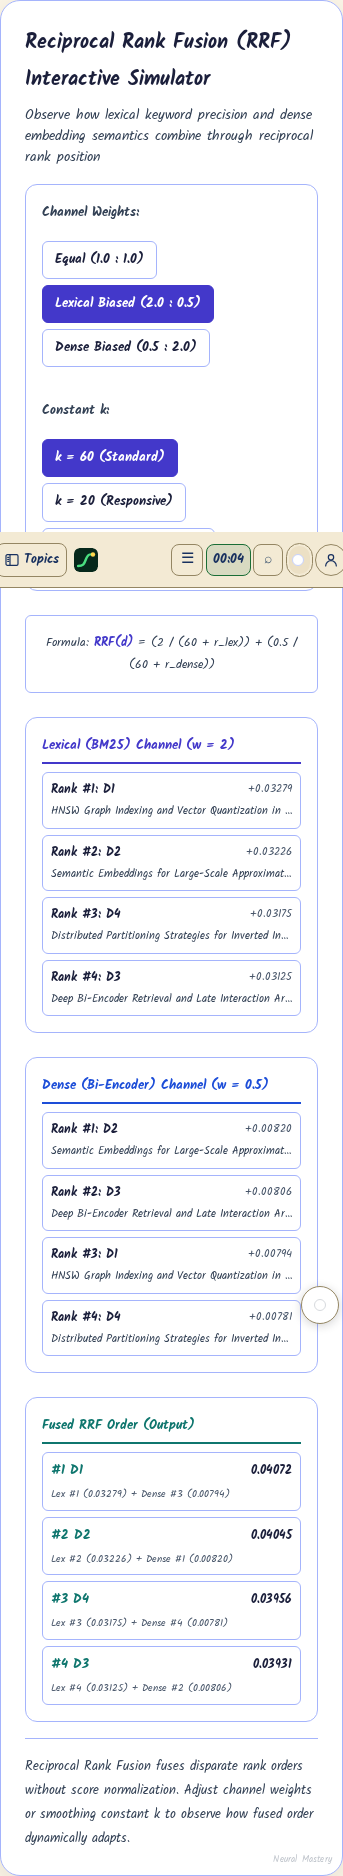 Reciprocal Rank Fusion (RRF)
Interactive Simulator
Observe how lexical keyword precision and dense
embedding semantics combine through reciprocal
rank position
Channel Weights:
Equal (1.0 : 1.0)
Lexical Biased (2.0 : 0.5)
Dense Biased (0.5 : 2.0)
Constant k:
k = 60 (Standard)
k = 20 (Responsive)
Topics
00:04
Formula: RRF(d) = (2 / (60 + r_lex)) + (0.5 /
(60 + r_dense))
Lexical (BM25) Channel (w = 2)
Rank #1: D1 +0.03279
HNSW Graph Indexing and Vector Quantization in ...
Rank #2: D2 +0.03226
Semantic Embeddings for Large-Scale Approximat...
Rank #3: D4 +0.03175
Distributed Partitioning Strategies for Inverted In...
Rank #4: D3 +0.03125
Deep Bi-Encoder Retrieval and Late Interaction Ar...
Dense (Bi-Encoder) Channel (w = 0.5)
Rank #1: D2 +0.00820
Semantic Embeddings for Large-Scale Approximat...
Rank #2: D3 +0.00806
Deep Bi-Encoder Retrieval and Late Interaction Ar...
Rank #3: D1 +0.00794
HNSW Graph Indexing and Vector Quantization in ...
Rank #4: D4 +0.00781
Distributed Partitioning Strategies for Inverted In...
Fused RRF Order (Output)
#1 D1 0.04072
Lex #1 (0.03279) + Dense #3 (0.00794)
#2 D2 0.04045
Lex #2 (0.03226) + Dense #1 (0.00820)
#3 D4 0.03956
Lex #3 (0.03175) + Dense #4 (0.00781)
#4 D3 0.03931
Lex #4 (0.03125) + Dense #2 (0.00806)
Reciprocal Rank Fusion fuses disparate rank orders
without score normalization. Adjust channel weights
or smoothing constant k to observe how fused order
dynamically adapts.
Neural Mastery